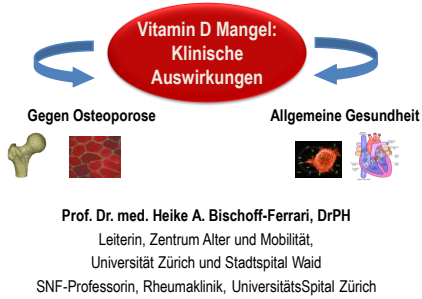 Vitamin D Mangel:
Klinische
Auswirkungen
Gegen Osteoporose
Allgemeine Gesundheit
Prof. Dr. med. Heike A. Bischoff-Ferrari, DrPH
Leiterin, Zentrum Alter und Mobilität,
Universität Zürich und Stadtspital Waid
SNF-Professorin, Rheumaklinik, UniversitätsSpital Zürich